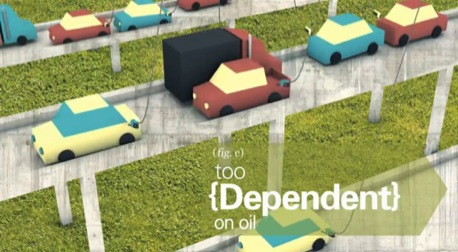 (fig. e)
too
{Dependent}
on oil